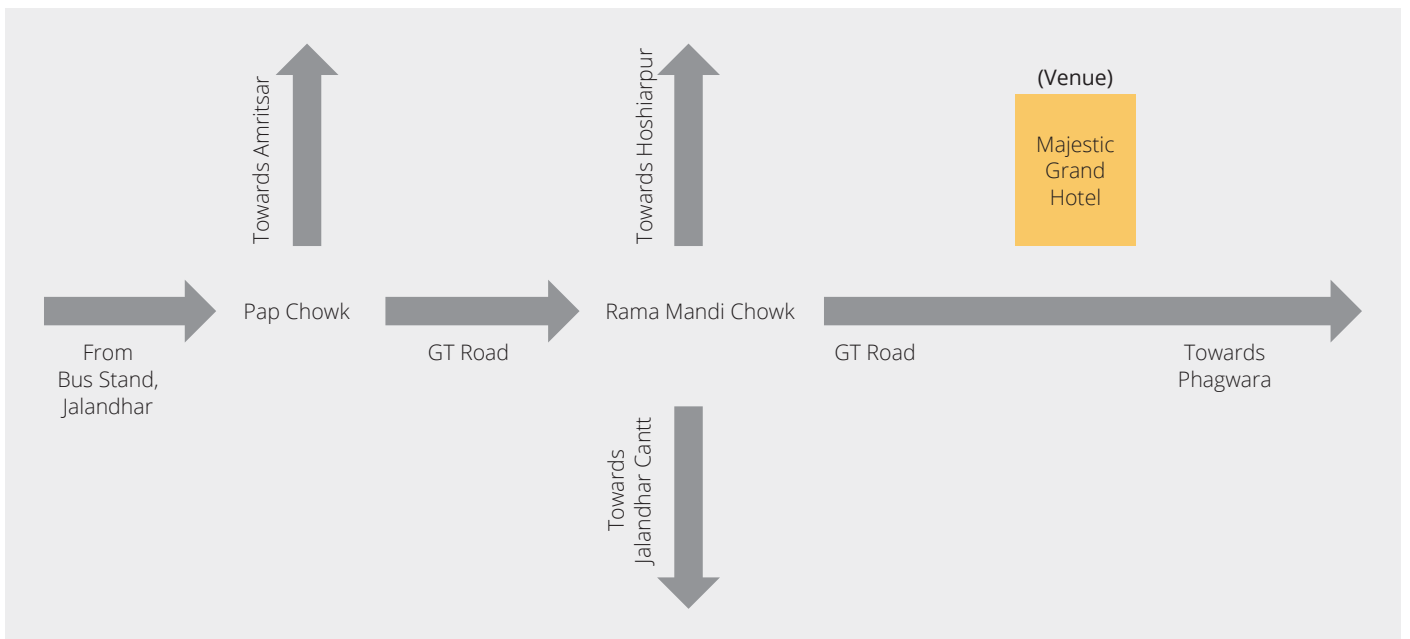 Towards Amritsar
Towards Hoshiarpur
(Venue)
Majestic
Grand
Hotel
Pap Chowk
Rama Mandi Chowk
From
Bus Stand,
Jalandhar
GT Road
GT Road
Towards
Phagwara
Towards
Jalandhar Cantt